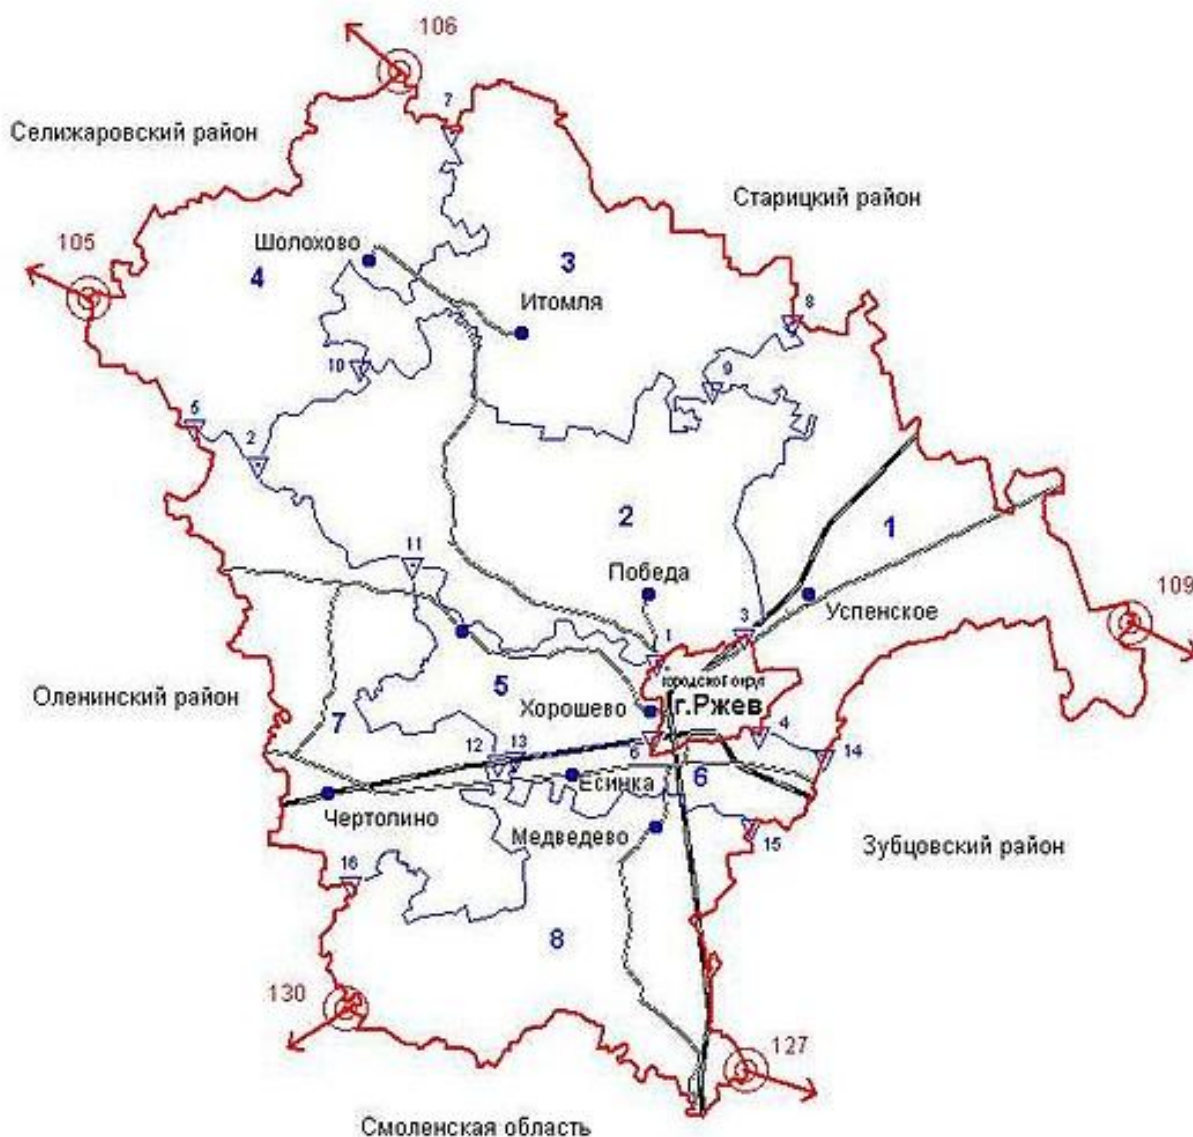 106
7
Селижаровский район
Старицкий район
105
Шолохово
3
4
Итомля
8
10
9
5
2
2
1
11
Победа
109
Успенское
3
1
городской округ
г.Ржев
Оленинский район
5
Хорошево
7
4
12
13
6
14
6
Есинка
Чертолино
Медведево
15
Зубцовский район
16
8
130
127
Смоленская область